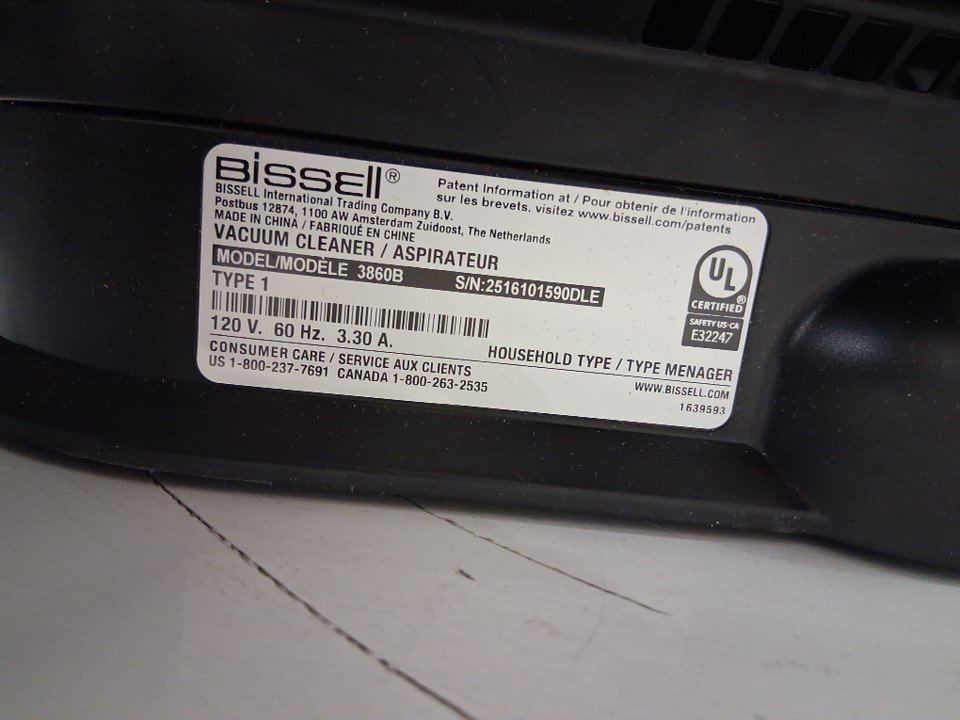 BISSELL®
BISSELL International Trading Company B.V.
Postbus 12874, 1100 AW Amsterdam Zuidoost, The Netherlands
MADE IN CHINA / FABRIQUÉ EN CHINE
Patent Information at / Pour obtenir de l'information
sur les brevets, visitez www.bissell.com/patents
VACUUM CLEANER / ASPIRATEUR
MODEL/MODÈLE 3860B S/N:2516101590DLE
TYPE 1
120 V. 60 Hz. 3.30 A.
UL®
CERTIFIED
SAFETY US-CA
E32247
HOUSEHOLD TYPE / TYPE MENAGER
CONSUMER CARE / SERVICE AUX CLIENTS
US 1-800-237-7691 CANADA 1-800-263-2535
WWW.BISSELL.COM
1639593